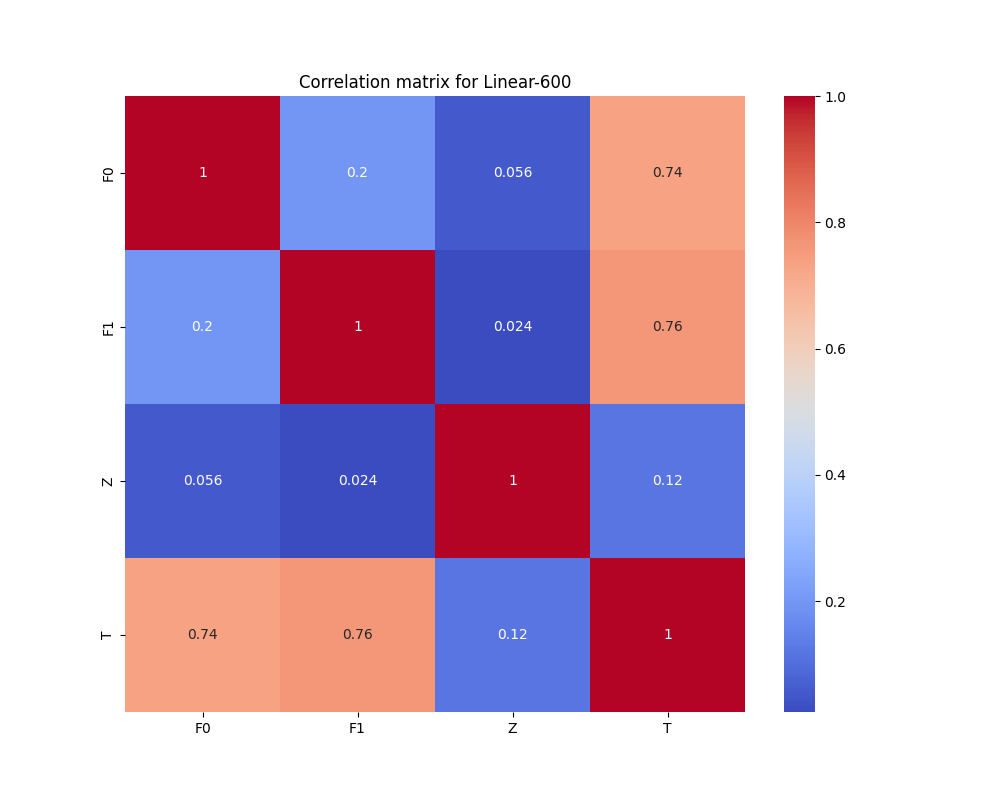 Correlation matrix for Linear-600
F0 1 0.2 0.056 0.74
F1 0.2 1 0.024 0.76
Z 0.056 0.024 1 0.12
T 0.74 0.76 0.12 1
F0 F1 Z T
1.0
0.8
0.6
0.4
0.2